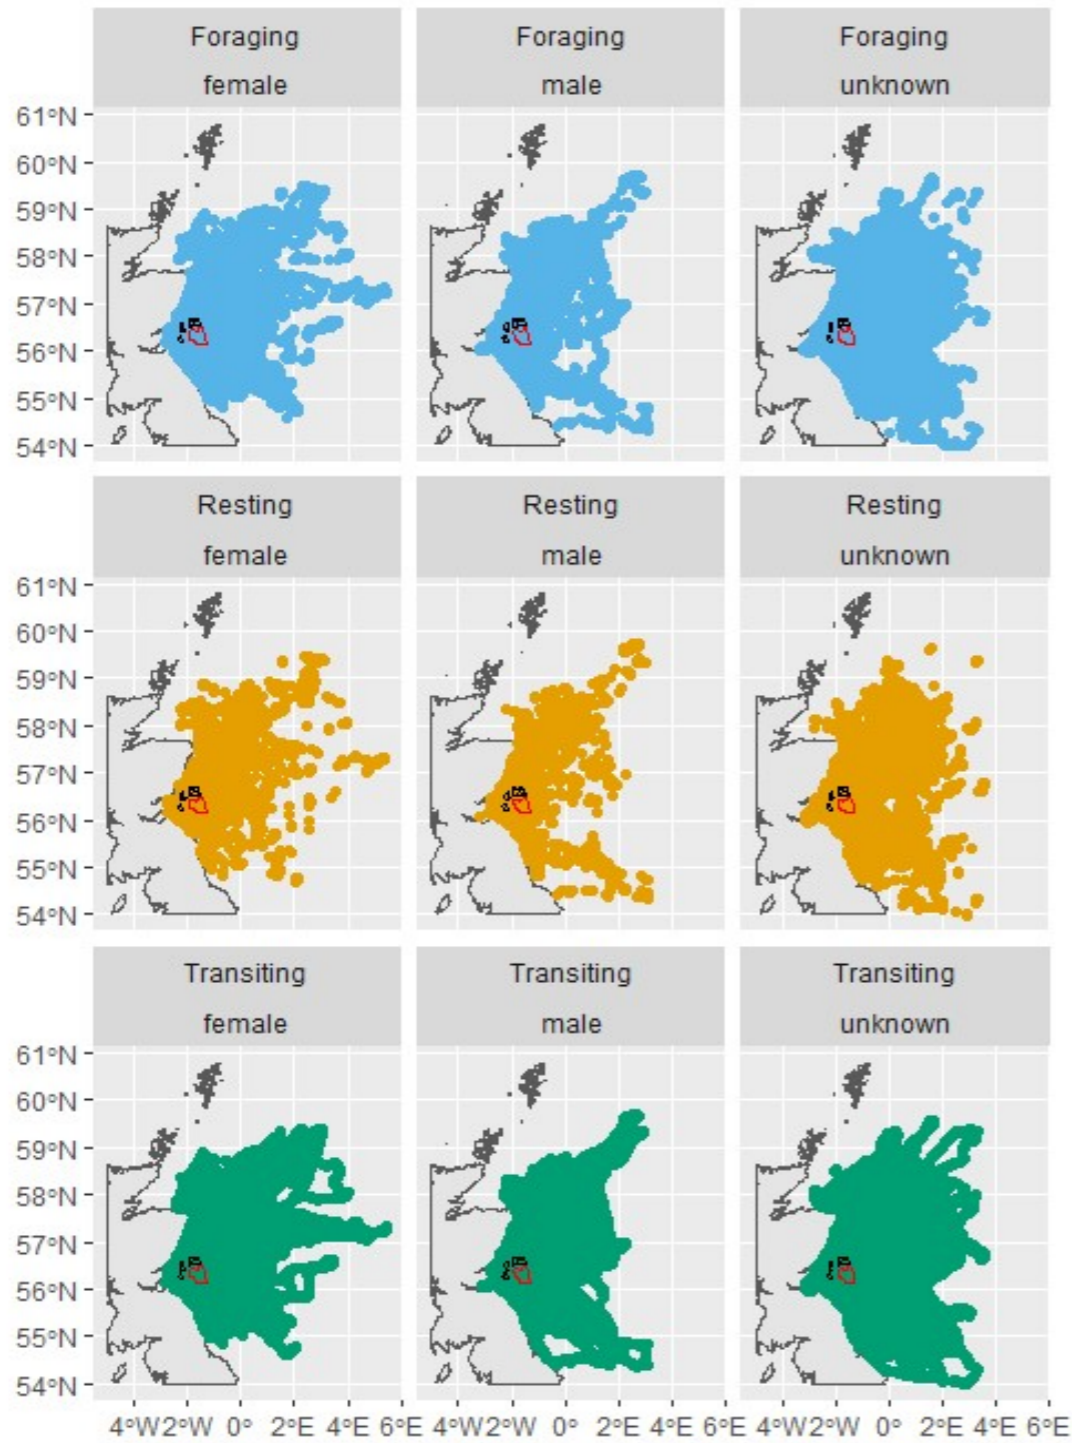 Foraging Foraging Foraging
female male unknown
61°N
60°N
59°N
58°N
57°N
56°N
55°N
54°N
Resting Resting Resting
female male unknown
61°N
60°N
59°N
58°N
57°N
56°N
55°N
54°N
Transiting Transiting Transiting
female male unknown
61°N
60°N
59°N
58°N
57°N
56°N
55°N
54°N
4°W2°W 0° 2°E 4°E 6°E 4°W2°W 0° 2°E 4°E 6°E 4°W2°W 0° 2°E 4°E 6°E